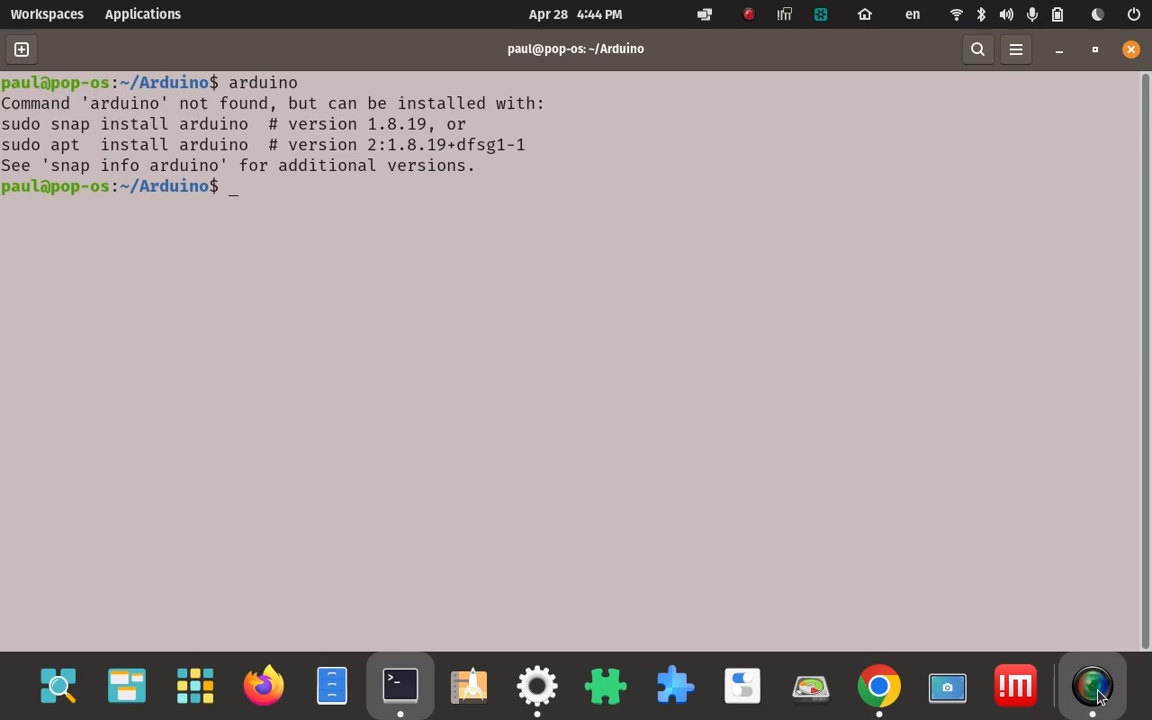 Workspaces Applications Apr 28 4:44 PM en
paul@pop-os: ~/Arduino
paul@pop-os:~/Arduino$ arduino
Command 'arduino' not found, but can be installed with:
sudo snap install arduino  # version 1.8.19, or
sudo apt  install arduino  # version 2:1.8.19+dfsg1-1
See 'snap info arduino' for additional versions.
paul@pop-os:~/Arduino$ _
>_ !M